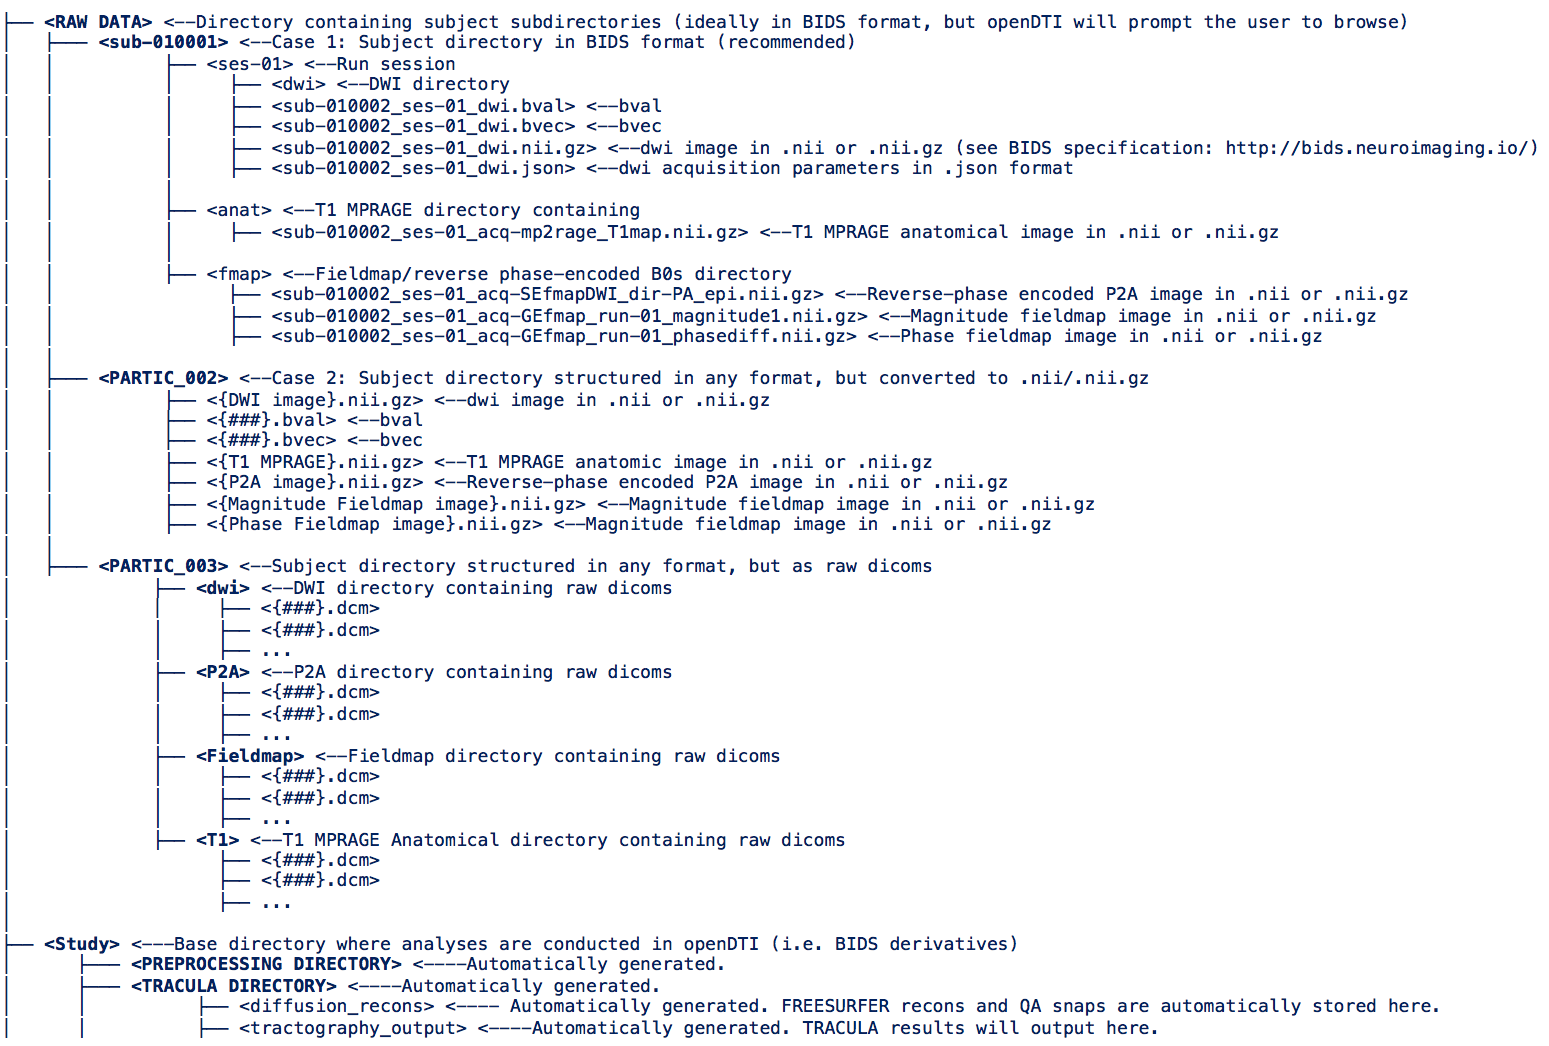 <RAW DATA> <--Directory containing subject subdirectories (ideally in BIDS format, but openDTI will prompt the user to browse)
<sub-010001> <--Case 1: Subject directory in BIDS format (recommended)
<ses-01> <--Run session
<dwi> <--DWI directory
<sub-010002_ses-01_dwi.bval> <--bval
<sub-010002_ses-01_dwi.bvec> <--bvec
<sub-010002_ses-01_dwi.nii.gz> <--dwi image in .nii or .nii.gz (see BIDS specification: http://bids.neuroimaging.io/)
<sub-010002_ses-01_dwi.json> <--dwi acquisition parameters in .json format
<anat> <--T1 MPRAGE directory containing
<sub-010002_ses-01_acq-mp2rage_T1map.nii.gz> <--T1 MPRAGE anatomical image in .nii or .nii.gz
<fmap> <--Fieldmap/reverse phase-encoded B0s directory
<sub-010002_ses-01_acq-SEfmapDWI_dir-PA_epi.nii.gz> <--Reverse-phase encoded P2A image in .nii or .nii.gz
<sub-010002_ses-01_acq-GEfmap_run-01_magnitude1.nii.gz> <--Magnitude fieldmap image in .nii or .nii.gz
<sub-010002_ses-01_acq-GEfmap_run-01_phasediff.nii.gz> <--Phase fieldmap image in .nii or .nii.gz
<PARTIC_002> <--Case 2: Subject directory structured in any format, but converted to .nii/.nii.gz
<{DWI image}.nii.gz> <--dwi image in .nii or .nii.gz
<{###}.bval> <--bval
<{###}.bvec> <--bvec
<{T1 MPRAGE}.nii.gz> <--T1 MPRAGE anatomic image in .nii or .nii.gz
<{P2A image}.nii.gz> <--Reverse-phase encoded P2A image in .nii or .nii.gz
<{Magnitude Fieldmap image}.nii.gz> <--Magnitude fieldmap image in .nii or .nii.gz
<{Phase Fieldmap image}.nii.gz> <--Magnitude fieldmap image in .nii or .nii.gz
<PARTIC_003> <--Subject directory structured in any format, but as raw dicoms
<dwi> <--DWI directory containing raw dicoms
<{###}.dcm>
<{###}.dcm>
...
<P2A> <--P2A directory containing raw dicoms
<{###}.dcm>
<{###}.dcm>
...
<Fieldmap> <--Fieldmap directory containing raw dicoms
<{###}.dcm>
<{###}.dcm>
...
<T1> <--T1 MPRAGE Anatomical directory containing raw dicoms
<{###}.dcm>
<{###}.dcm>
...
<Study> <---Base directory where analyses are conducted in openDTI (i.e. BIDS derivatives)
<PREPROCESSING DIRECTORY> <----Automatically generated.
<TRACULA DIRECTORY> <----Automatically generated.
<diffusion_recons> <---- Automatically generated. FREESURFER recons and QA snaps are automatically stored here.
<tractography_output> <----Automatically generated. TRACULA results will output here.